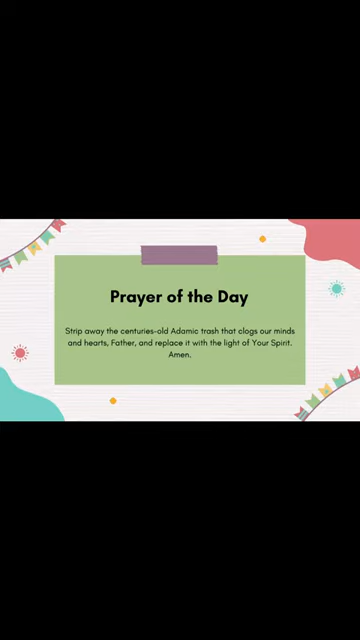 Prayer of the Day
Strip away the centuries-old Adamic trash that clogs our minds
and hearts, Father, and replace it with the light of Your Spirit.
Amen.